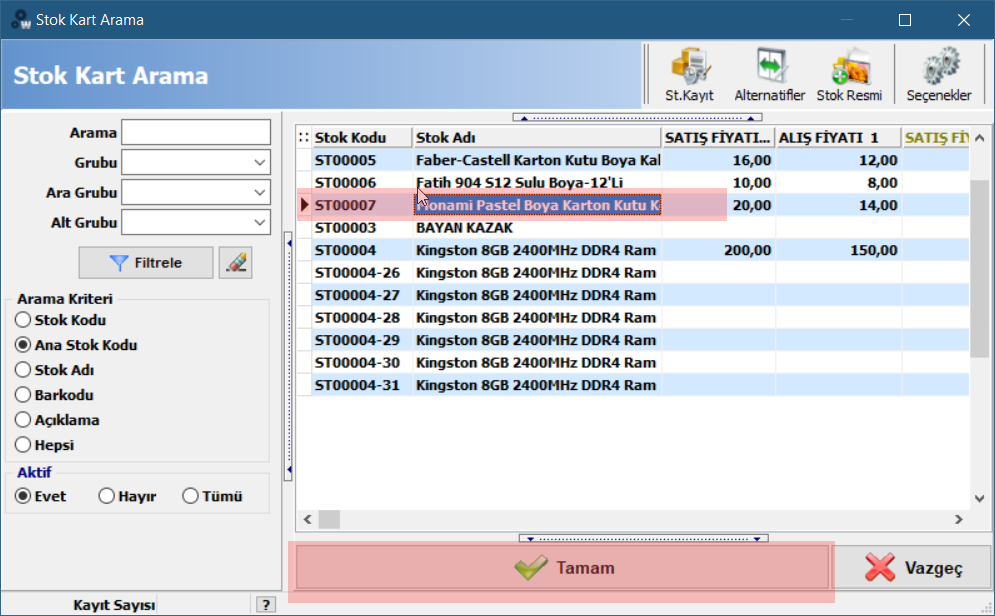 Stok Kart Arama
Stok Kart Arama
St.Kayıt Alternatifler Stok Resmi Seçenekler
Arama
Grubu
Ara Grubu
Alt Grubu
Filtrele
Arama Kriteri
Stok Kodu
Ana Stok Kodu
Stok Adı
Barkodu
Açıklama
Hepsi
Aktif
Evet Hayır Tümü
Stok Kodu Stok Adı SATIŞ FİYATI... ALIŞ FİYATI 1 SATIŞ FİY
ST00005 Faber-Castell Karton Kutu Boya Kal 16,00 12,00
ST00006 Fatih 904 S12 Sulu Boya-12'Li 10,00 8,00
ST00007 Monami Pastel Boya Karton Kutu K 20,00 14,00
ST00003 BAYAN KAZAK
ST00004 Kingston 8GB 2400MHz DDR4 Ram 200,00 150,00
ST00004-26 Kingston 8GB 2400MHz DDR4 Ram
ST00004-27 Kingston 8GB 2400MHz DDR4 Ram
ST00004-28 Kingston 8GB 2400MHz DDR4 Ram
ST00004-29 Kingston 8GB 2400MHz DDR4 Ram
ST00004-30 Kingston 8GB 2400MHz DDR4 Ram
ST00004-31 Kingston 8GB 2400MHz DDR4 Ram
Tamam Vazgeç
Kayıt Sayısı ?